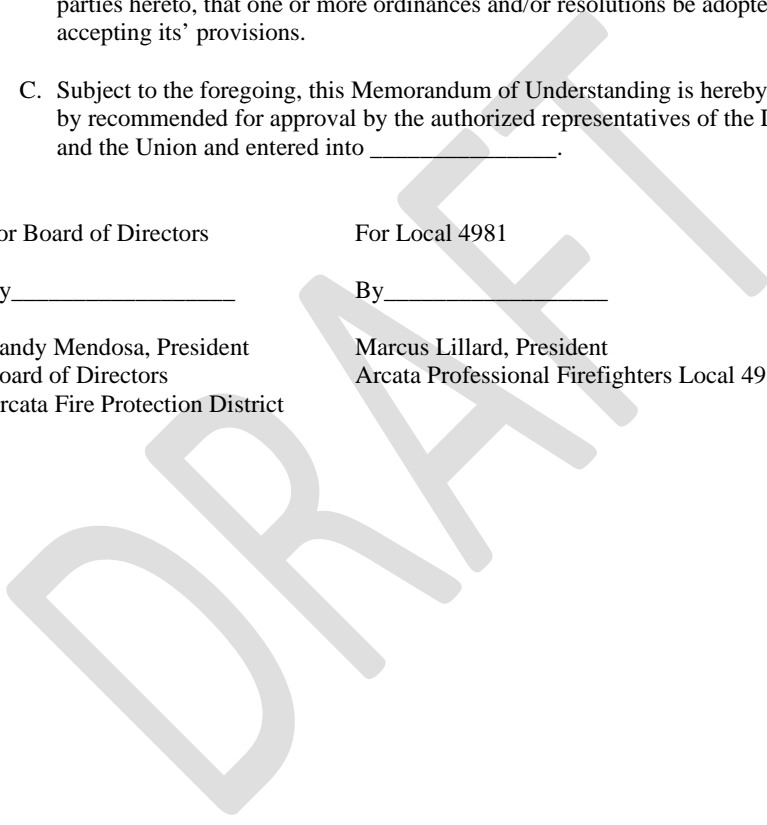 parties hereto, that one or more ordinances and/or resolutions be adopte
accepting its’ provisions.
C. Subject to the foregoing, this Memorandum of Understanding is hereby
by recommended for approval by the authorized representatives of the
and the Union and entered into _______________.
or Board of Directors For Local 4981
y__________________ By__________________
andy Mendosa, President Marcus Lillard, President
oard of Directors Arcata Professional Firefighters Local 49
rcata Fire Protection District
DRAFT